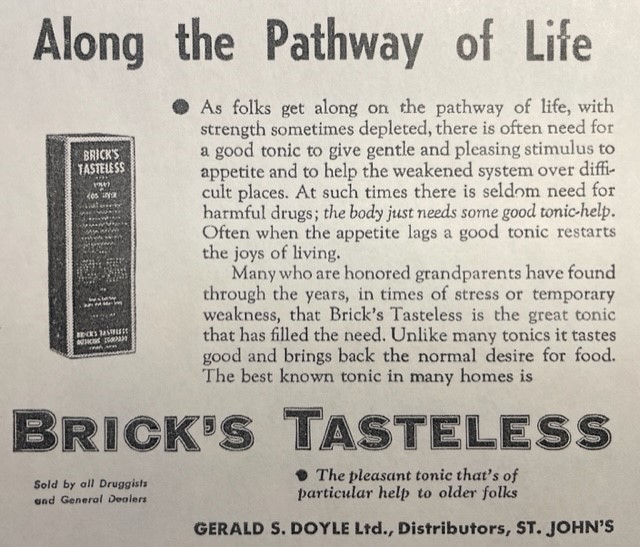 Along the Pathway of Life
● As folks get along on the pathway of life, with
strength sometimes depleted, there is often need for
a good tonic to give gentle and pleasing stimulus to
appetite and to help the weakened system over diffi-
cult places. At such times there is seldom need for
harmful drugs; the body just needs some good tonic-help.
Often when the appetite lags a good tonic restarts
the joys of living.
Many who are honored grandparents have found
through the years, in times of stress or temporary
weakness, that Brick's Tasteless is the great tonic
that has filled the need. Unlike many tonics it tastes
good and brings back the normal desire for food.
The best known tonic in many homes is
BRICK'S
TASTELESS
BRICK'S TASTELESS
MEDICINE COMPANY
BRICK'S TASTELESS
Sold by all Druggists
and General Dealers
● The pleasant tonic that's of
particular help to older folks
GERALD S. DOYLE Ltd., Distributors, ST. JOHN'S